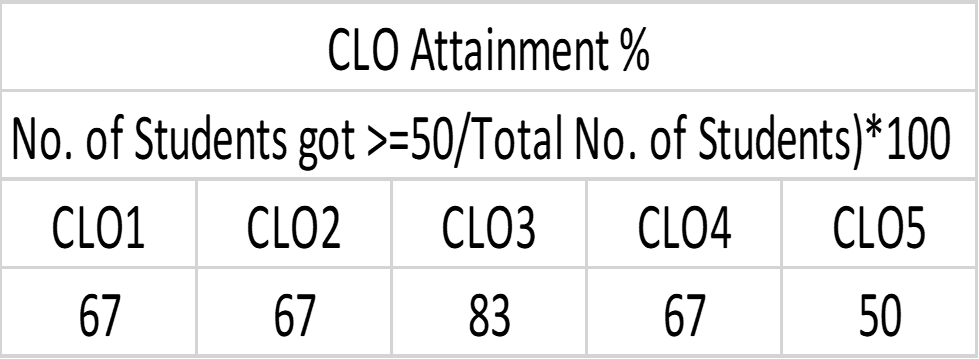 CLO Attainment %
No. of Students got >=50/Total No. of Students)*100
CLO1 CLO2 CLO3 CLO4 CLO5
67 67 83 67 50